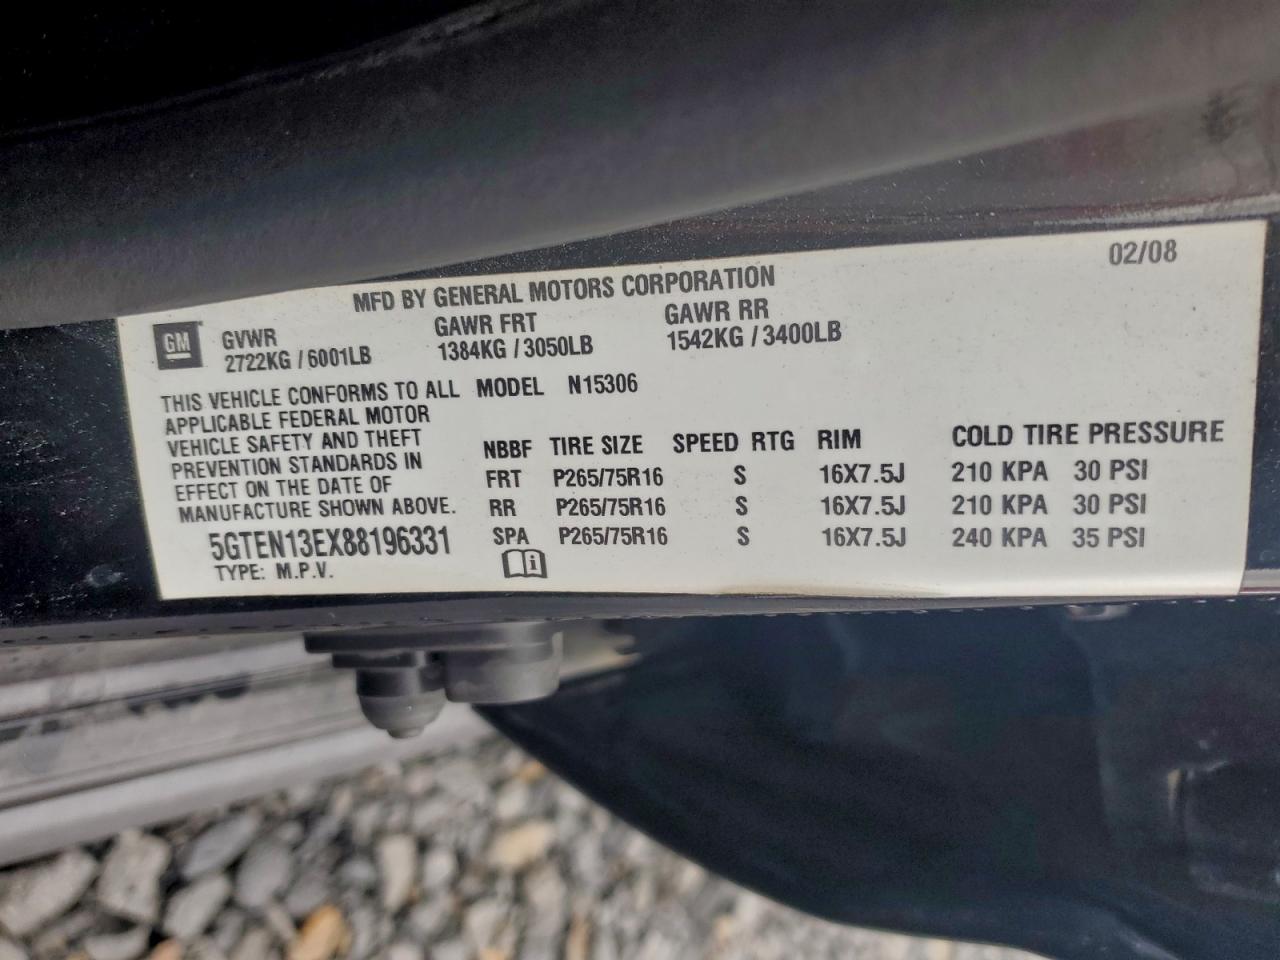 02/08
MFD BY GENERAL MOTORS CORPORATION
GM GVWR GAWR FRT GAWR RR
2722KG / 6001LB 1384KG / 3050LB 1542KG / 3400LB
THIS VEHICLE CONFORMS TO ALL MODEL N15306
APPLICABLE FEDERAL MOTOR
VEHICLE SAFETY AND THEFT
PREVENTION STANDARDS IN
EFFECT ON THE DATE OF
MANUFACTURE SHOWN ABOVE.
NBBF TIRE SIZE SPEED RTG RIM COLD TIRE PRESSURE
FRT P265/75R16 S 16X7.5J 210 KPA 30 PSI
RR P265/75R16 S 16X7.5J 210 KPA 30 PSI
SPA P265/75R16 S 16X7.5J 240 KPA 35 PSI
5GTEN13EX88196331
TYPE: M.P.V.